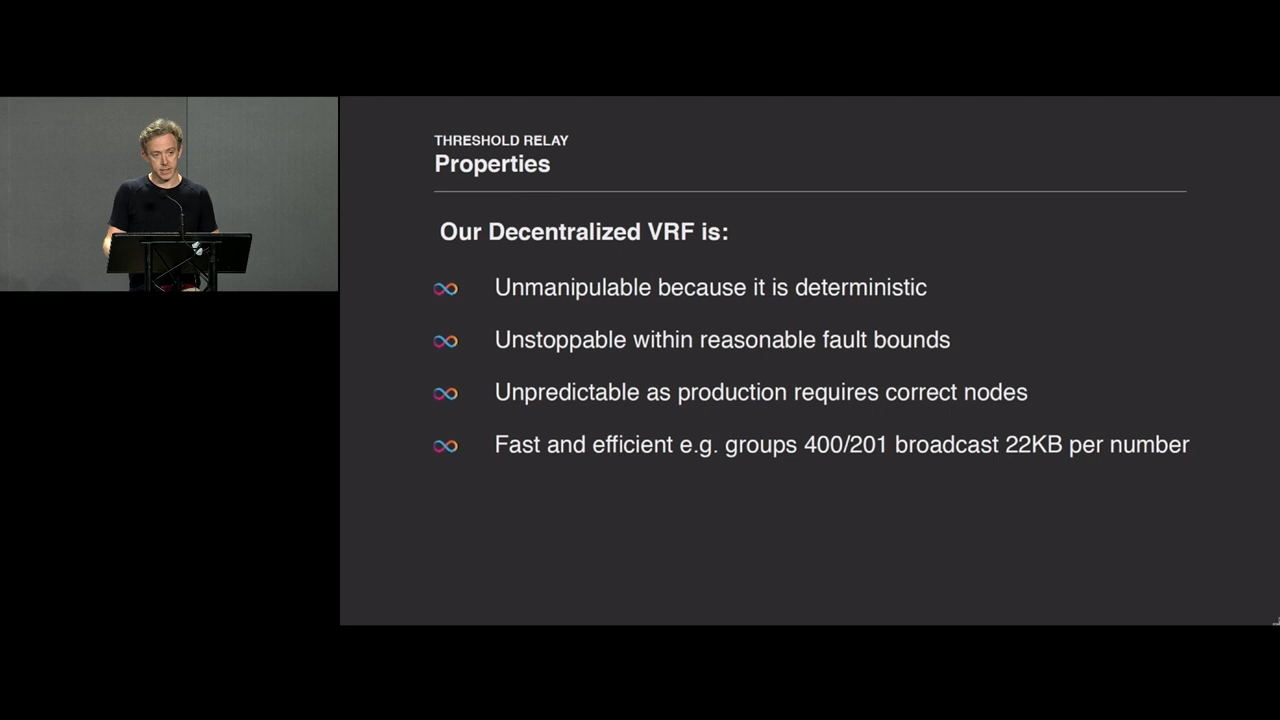 THRESHOLD RELAY
Properties
Our Decentralized VRF is:
Unmanipulable because it is deterministic
Unstoppable within reasonable fault bounds
Unpredictable as production requires correct nodes
Fast and efficient e.g. groups 400/201 broadcast 22KB per number